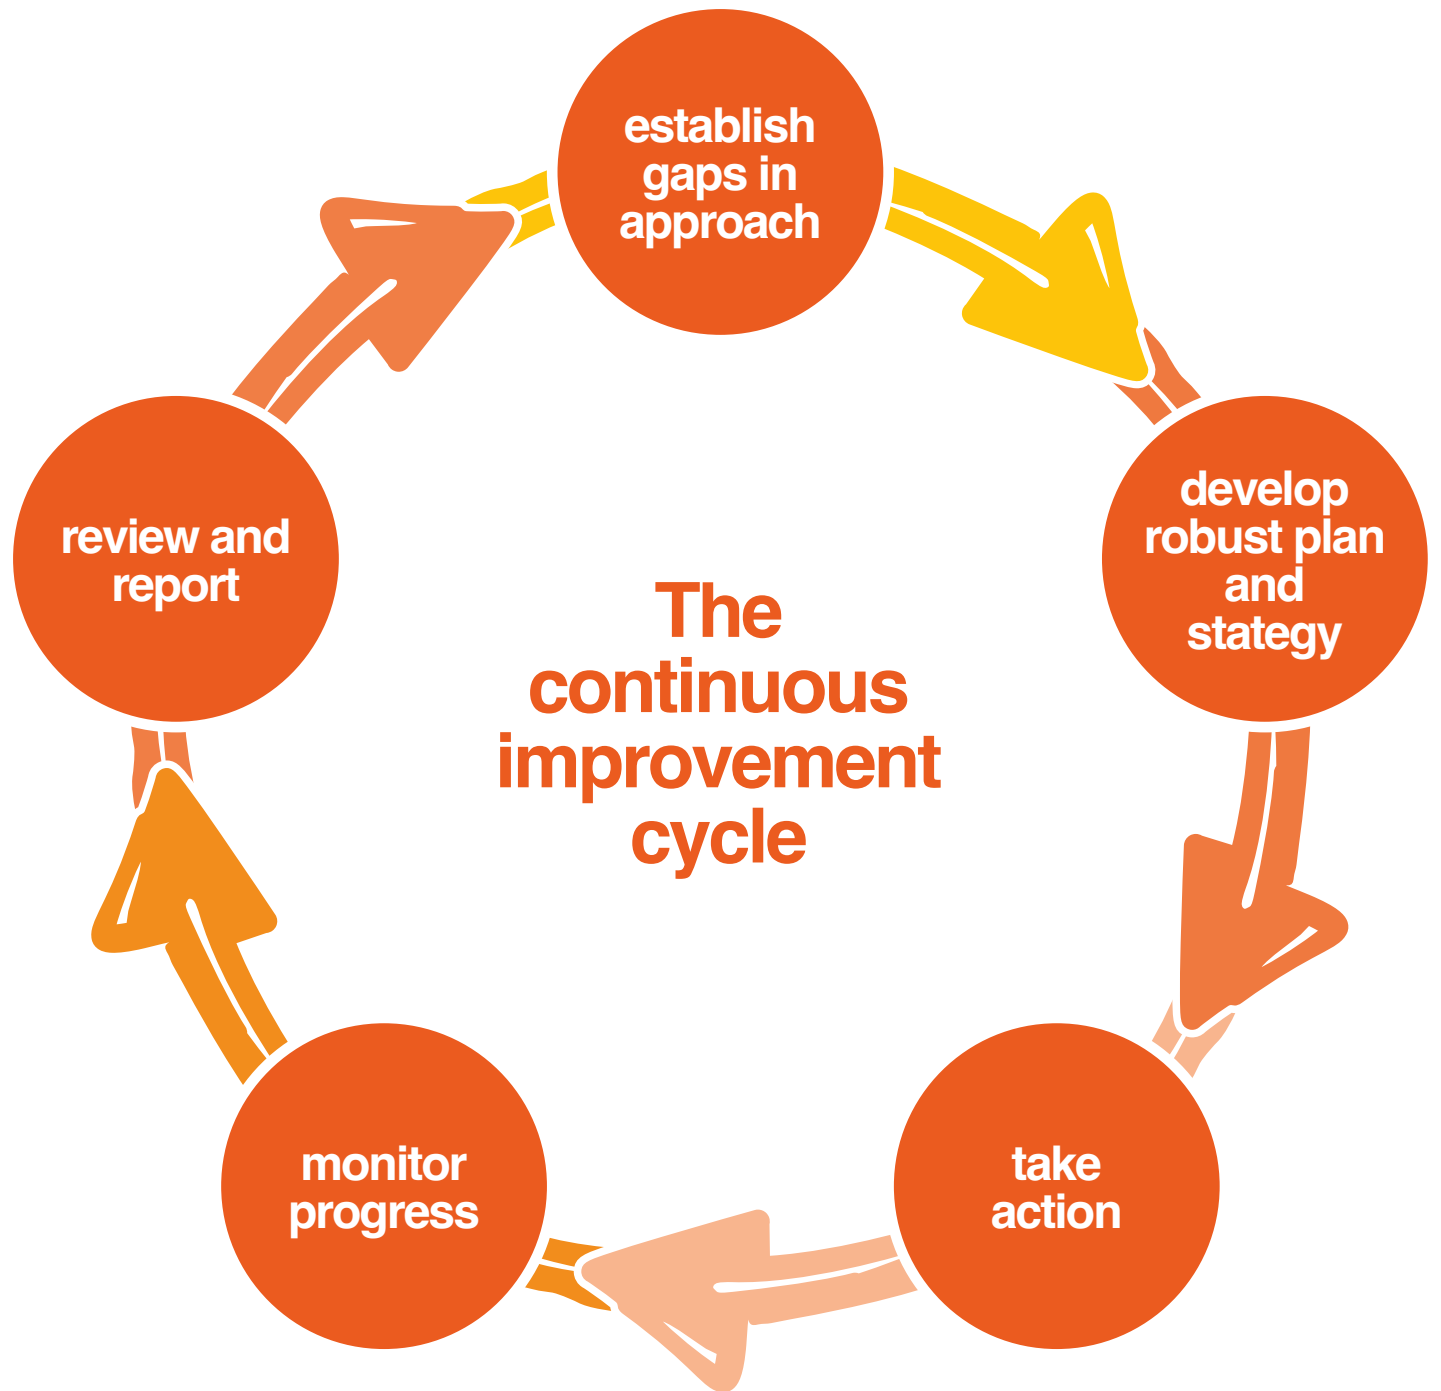 establish
gaps in
approach
develop
robust plan
and
stategy
take
action
monitor
progress
review and
report
The
continuous
improvement
cycle